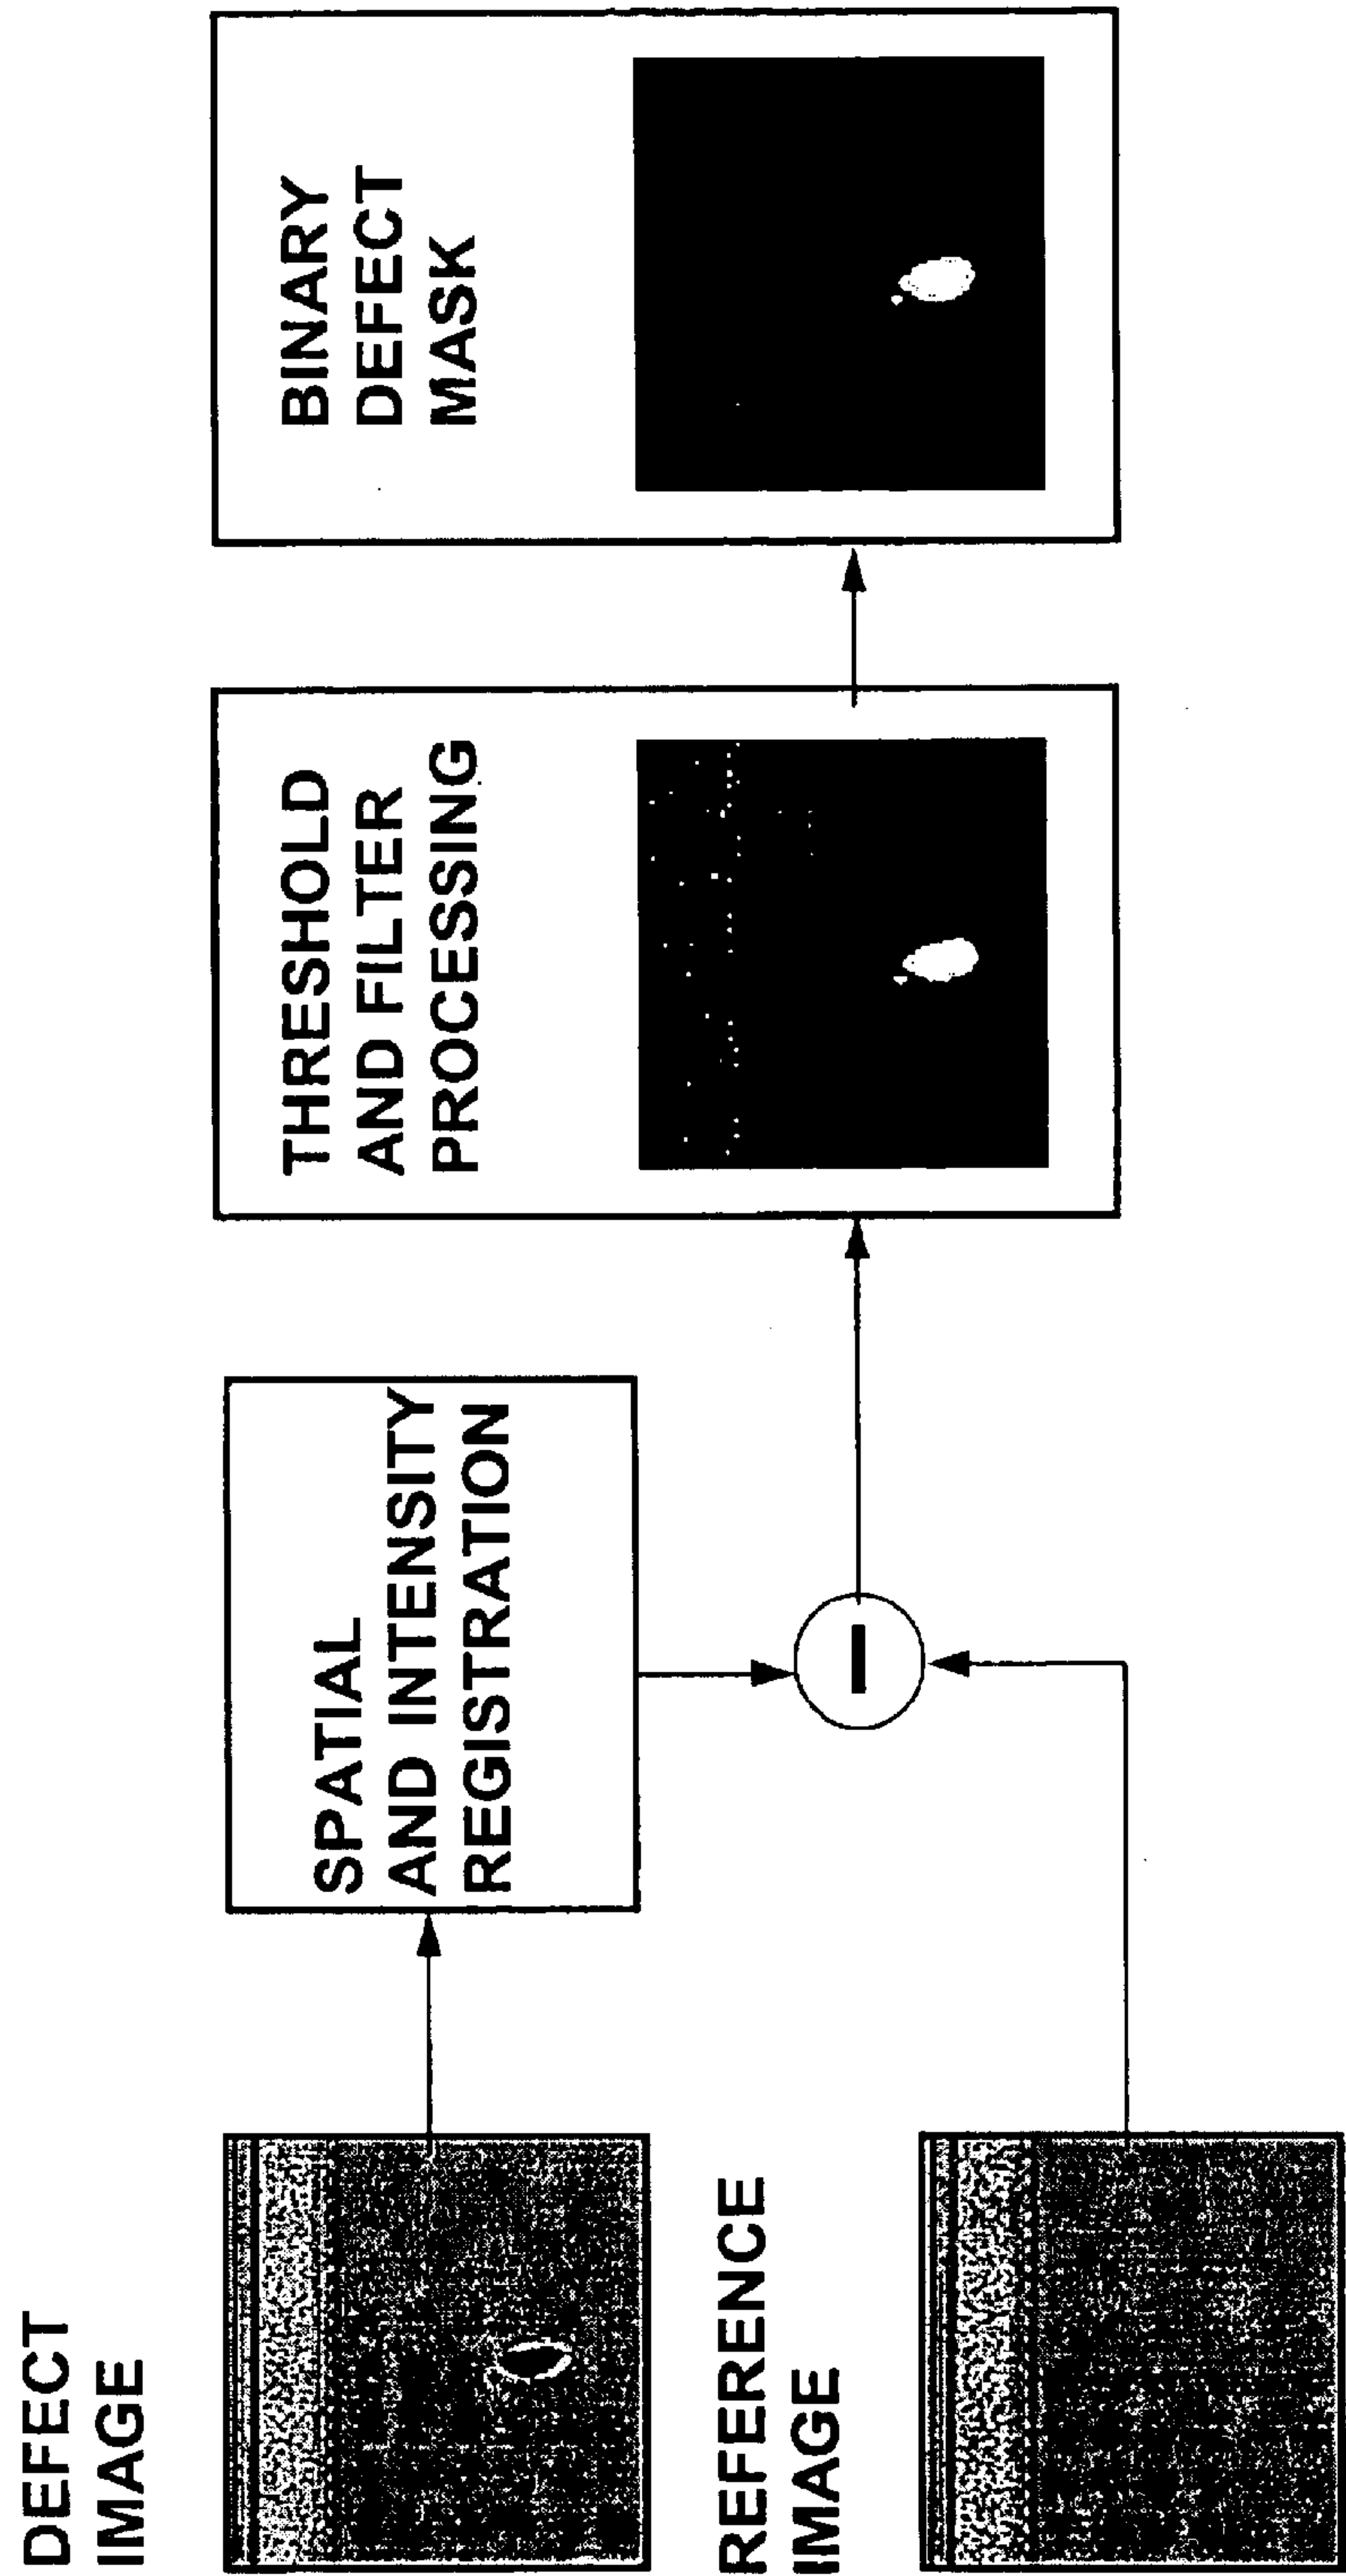 DEFECT
IMAGE
SPATIAL
AND INTENSITY
REGISTRATION
THRESHOLD
AND FILTER
PROCESSING
BINARY
DEFECT
MASK
REFERENCE
IMAGE